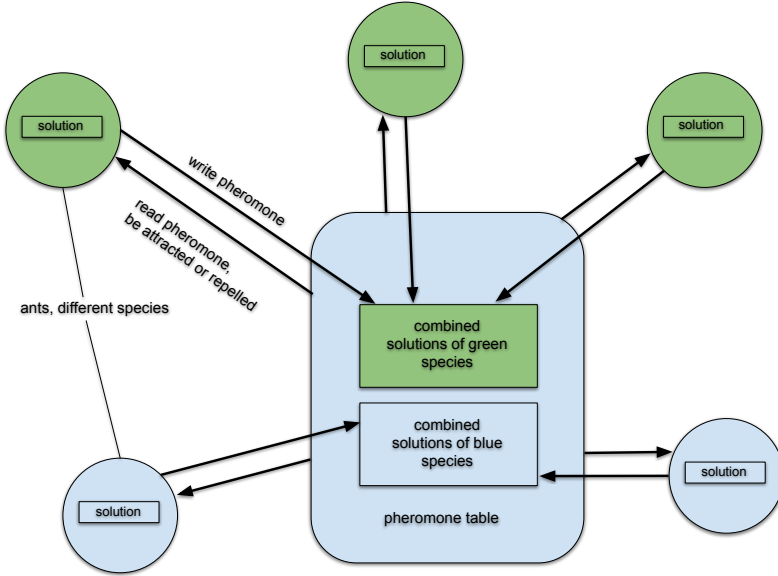 solution
solution
solution
write pheromone
read pheromone,
be attracted or repelled
ants, different species
combined
solutions of green
species
combined
solutions of blue
species
solution
solution
pheromone table